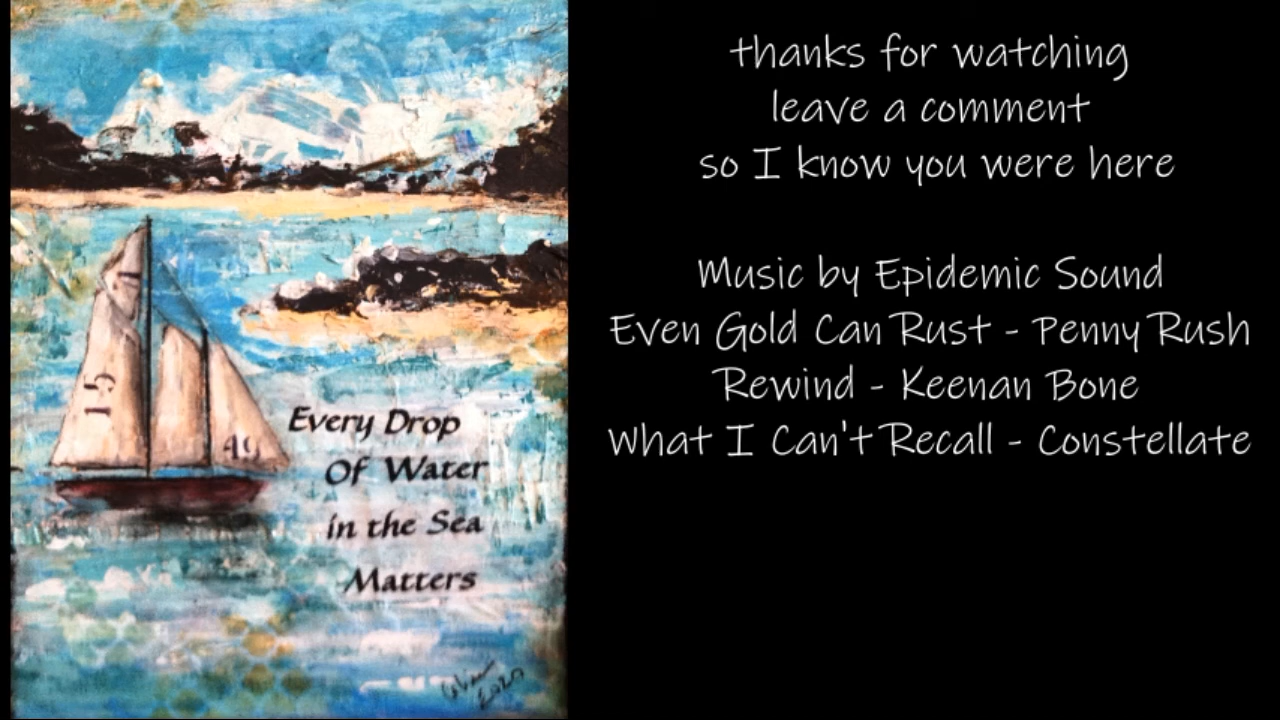 thanks for watching
leave a comment
so I know you were here
Music by Epidemic Sound
Even Gold Can Rust - Penny Rush
Rewind - Keenan Bone
What I Can't Recall - Constellate
15
49
Every Drop
Of Water
in the Sea
Matters
2020